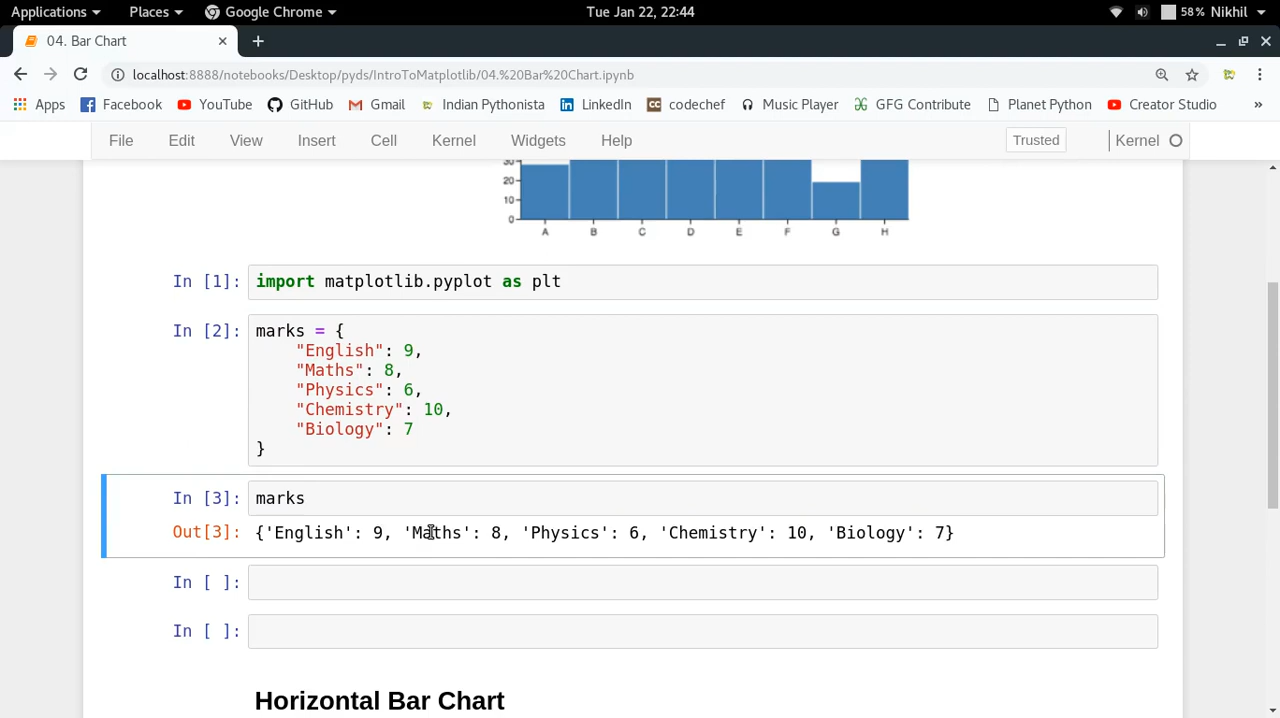 Applications Places Google Chrome Tue Jan 22, 22:44 58% Nikhil
04. Bar Chart
localhost:8888/notebooks/Desktop/pyds/IntroToMatplotlib/04.%20Bar%20Chart.ipynb
Apps Facebook YouTube GitHub Gmail Indian Pythonista LinkedIn codechef Music Player GFG Contribute Planet Python Creator Studio »
File Edit View Insert Cell Kernel Widgets Help Trusted Kernel
30
20
10
0
A B C D E F G H
In [1]: import matplotlib.pyplot as plt
In [2]: marks = {
"English": 9,
"Maths": 8,
"Physics": 6,
"Chemistry": 10,
"Biology": 7
}
In [3]: marks
Out[3]: {'English': 9, 'Maths': 8, 'Physics': 6, 'Chemistry': 10, 'Biology': 7}
In [ ]:
In [ ]:
Horizontal Bar Chart